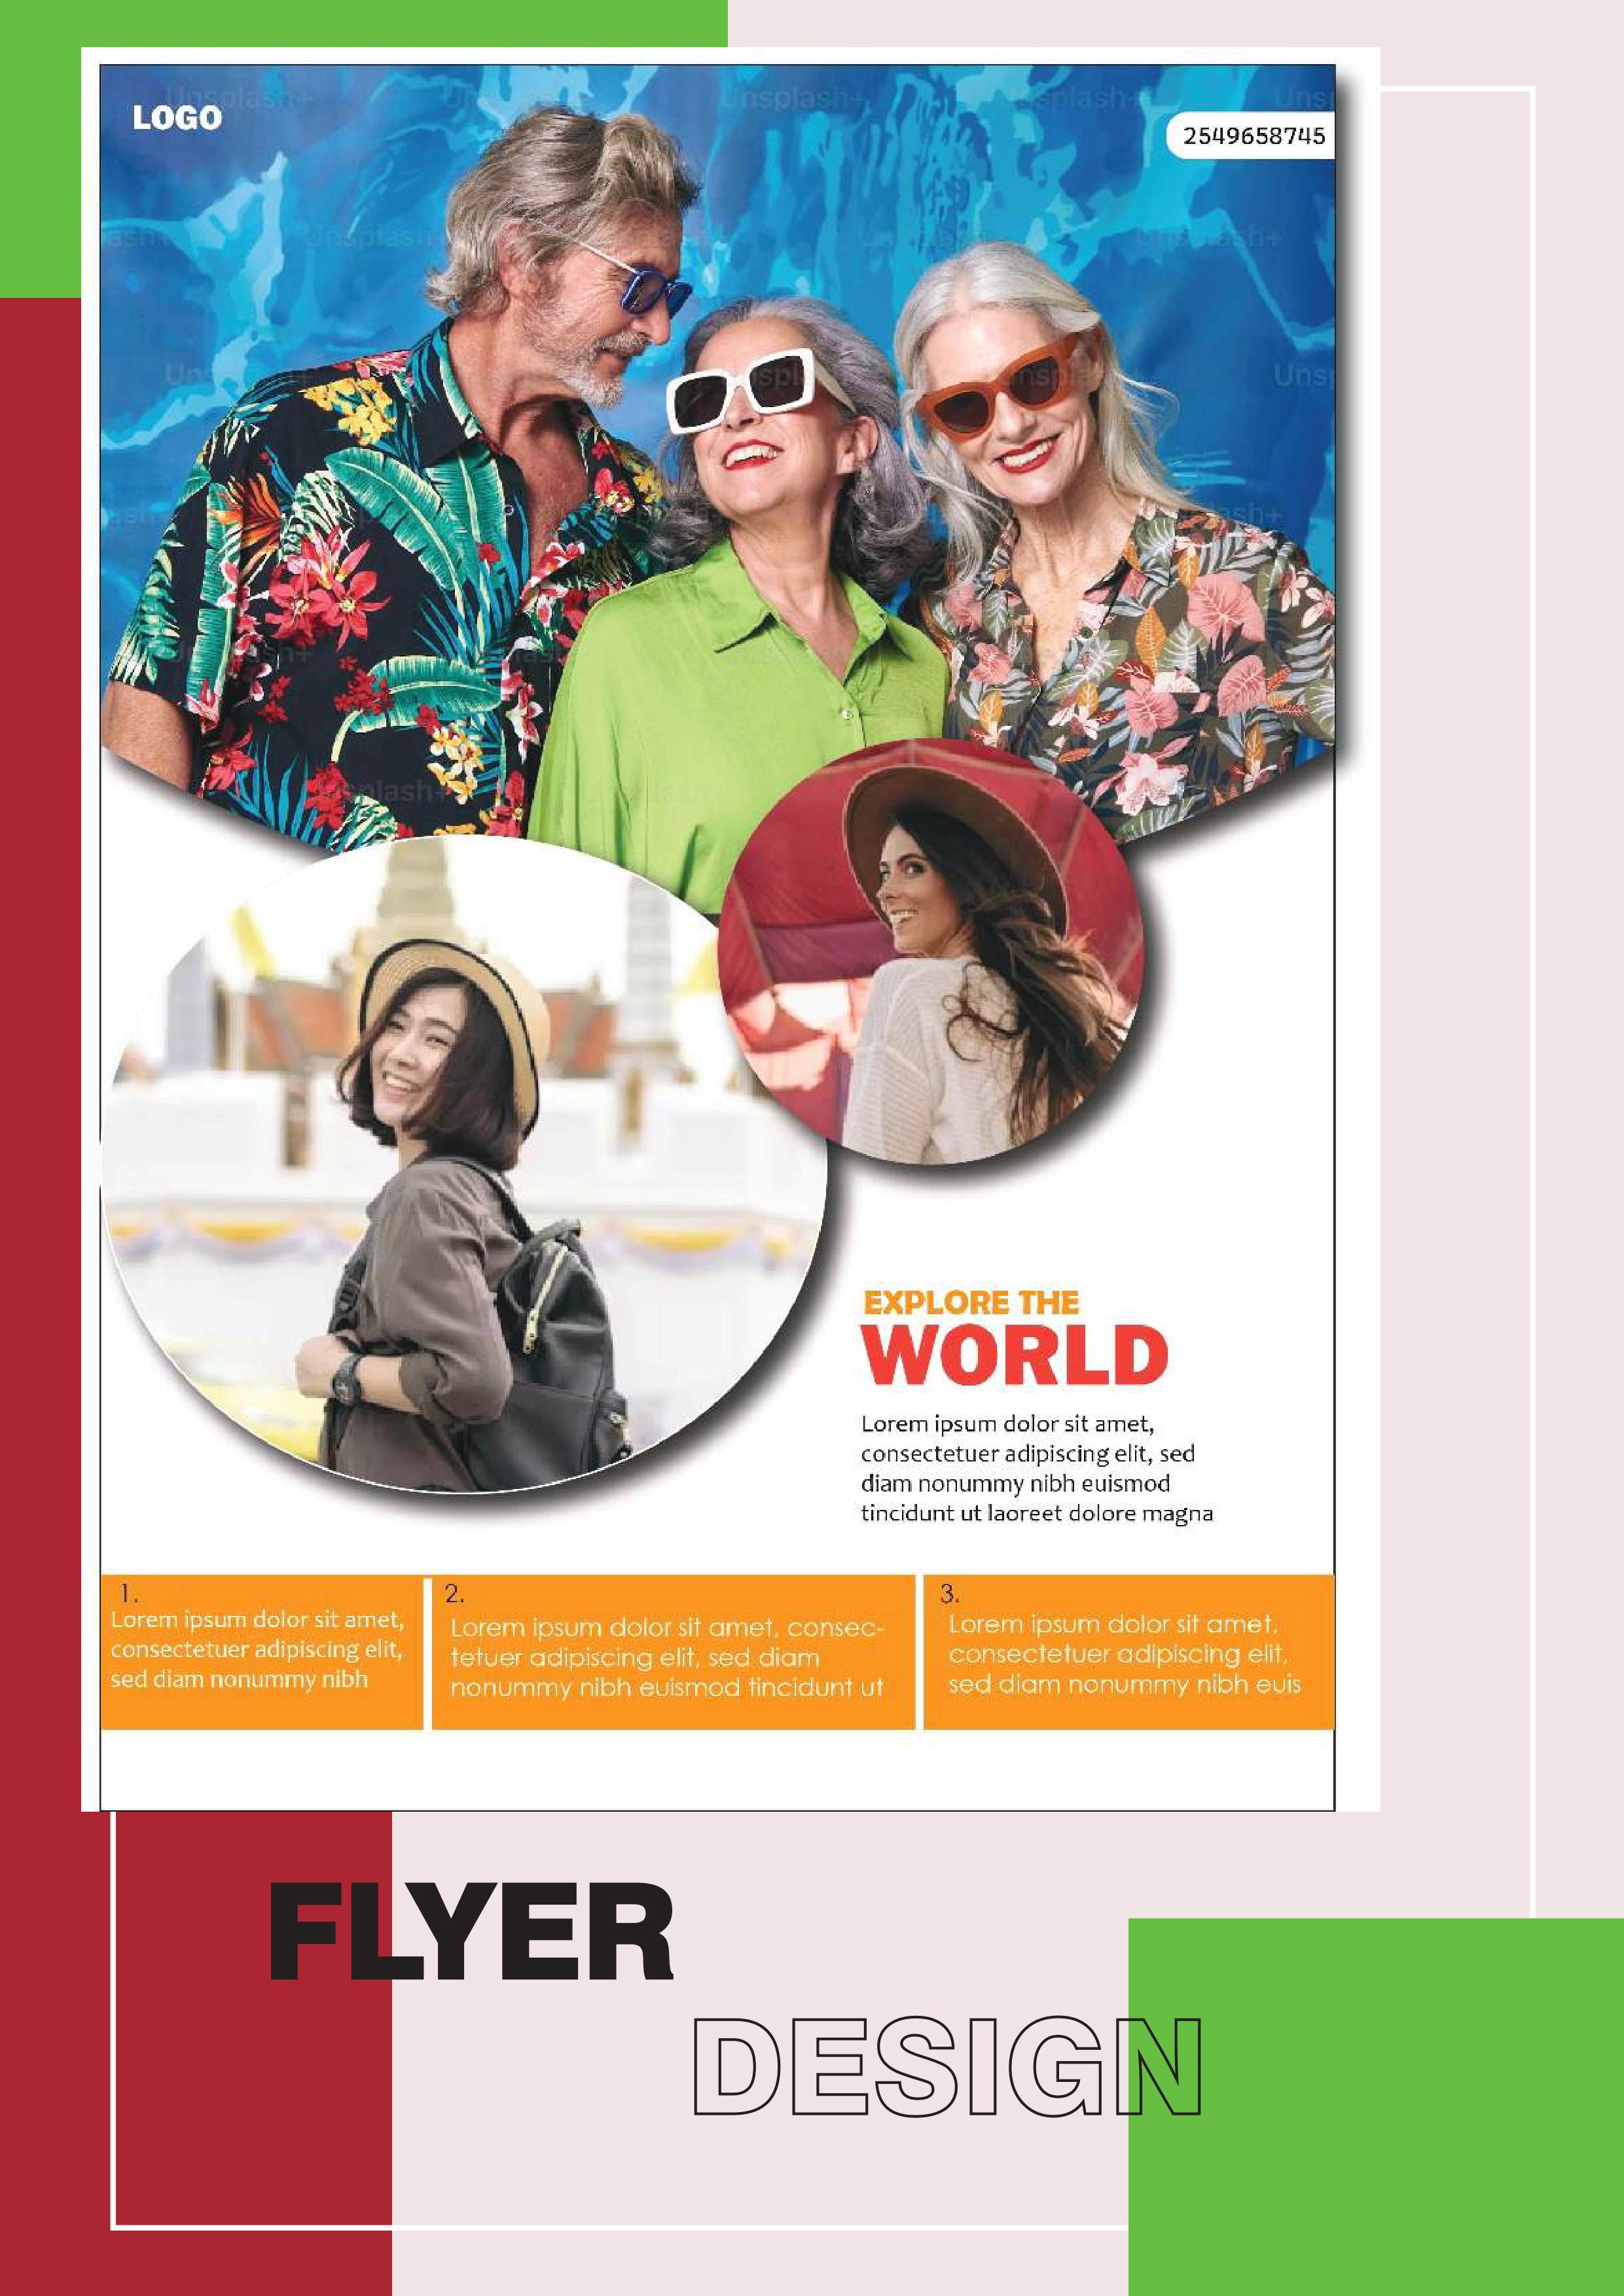 LOGO
2549658745
EXPLORE THE
WORLD
Lorem ipsum dolor sit amet,
consectetuer adipiscing elit, sed
diam nonummy nibh euismod
tincidunt ut laoreet dolore magna
1.
Lorem ipsum dolor sit amet,
consectetuer adipiscing elit,
sed diam nonummy nibh
2.
Lorem ipsum dolor sit amet, consec-
tetuer adipiscing elit, sed diam
nonummy nibh euismod tincidunt ut
3.
Lorem ipsum dolor sit amet,
consectetuer adipiscing elit,
sed diam nonummy nibh euis
FLYER
DESIGN